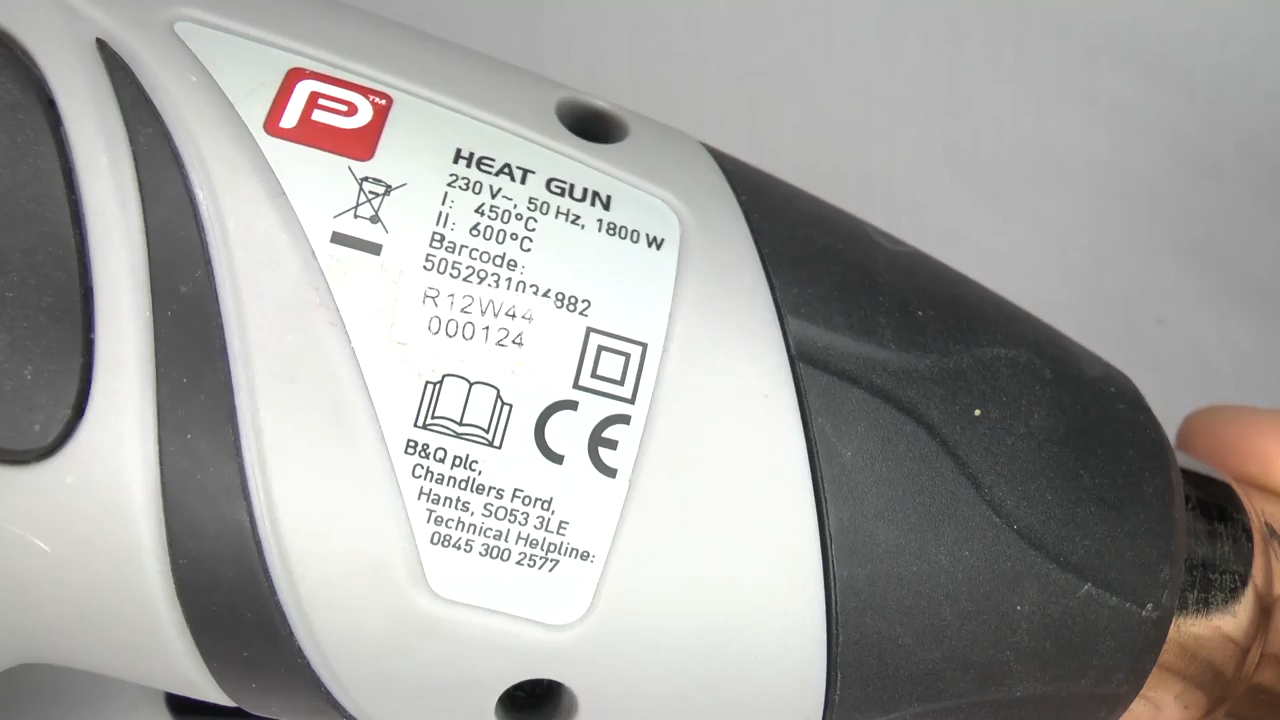 P™
HEAT GUN
230 V~, 50 Hz, 1800 W
I: 450°C
II: 600°C
Barcode:
5052931034882
R12W44
000124
CE
B&Q plc,
Chandlers Ford,
Hants, SO53 3LE
Technical Helpline:
0845 300 2577